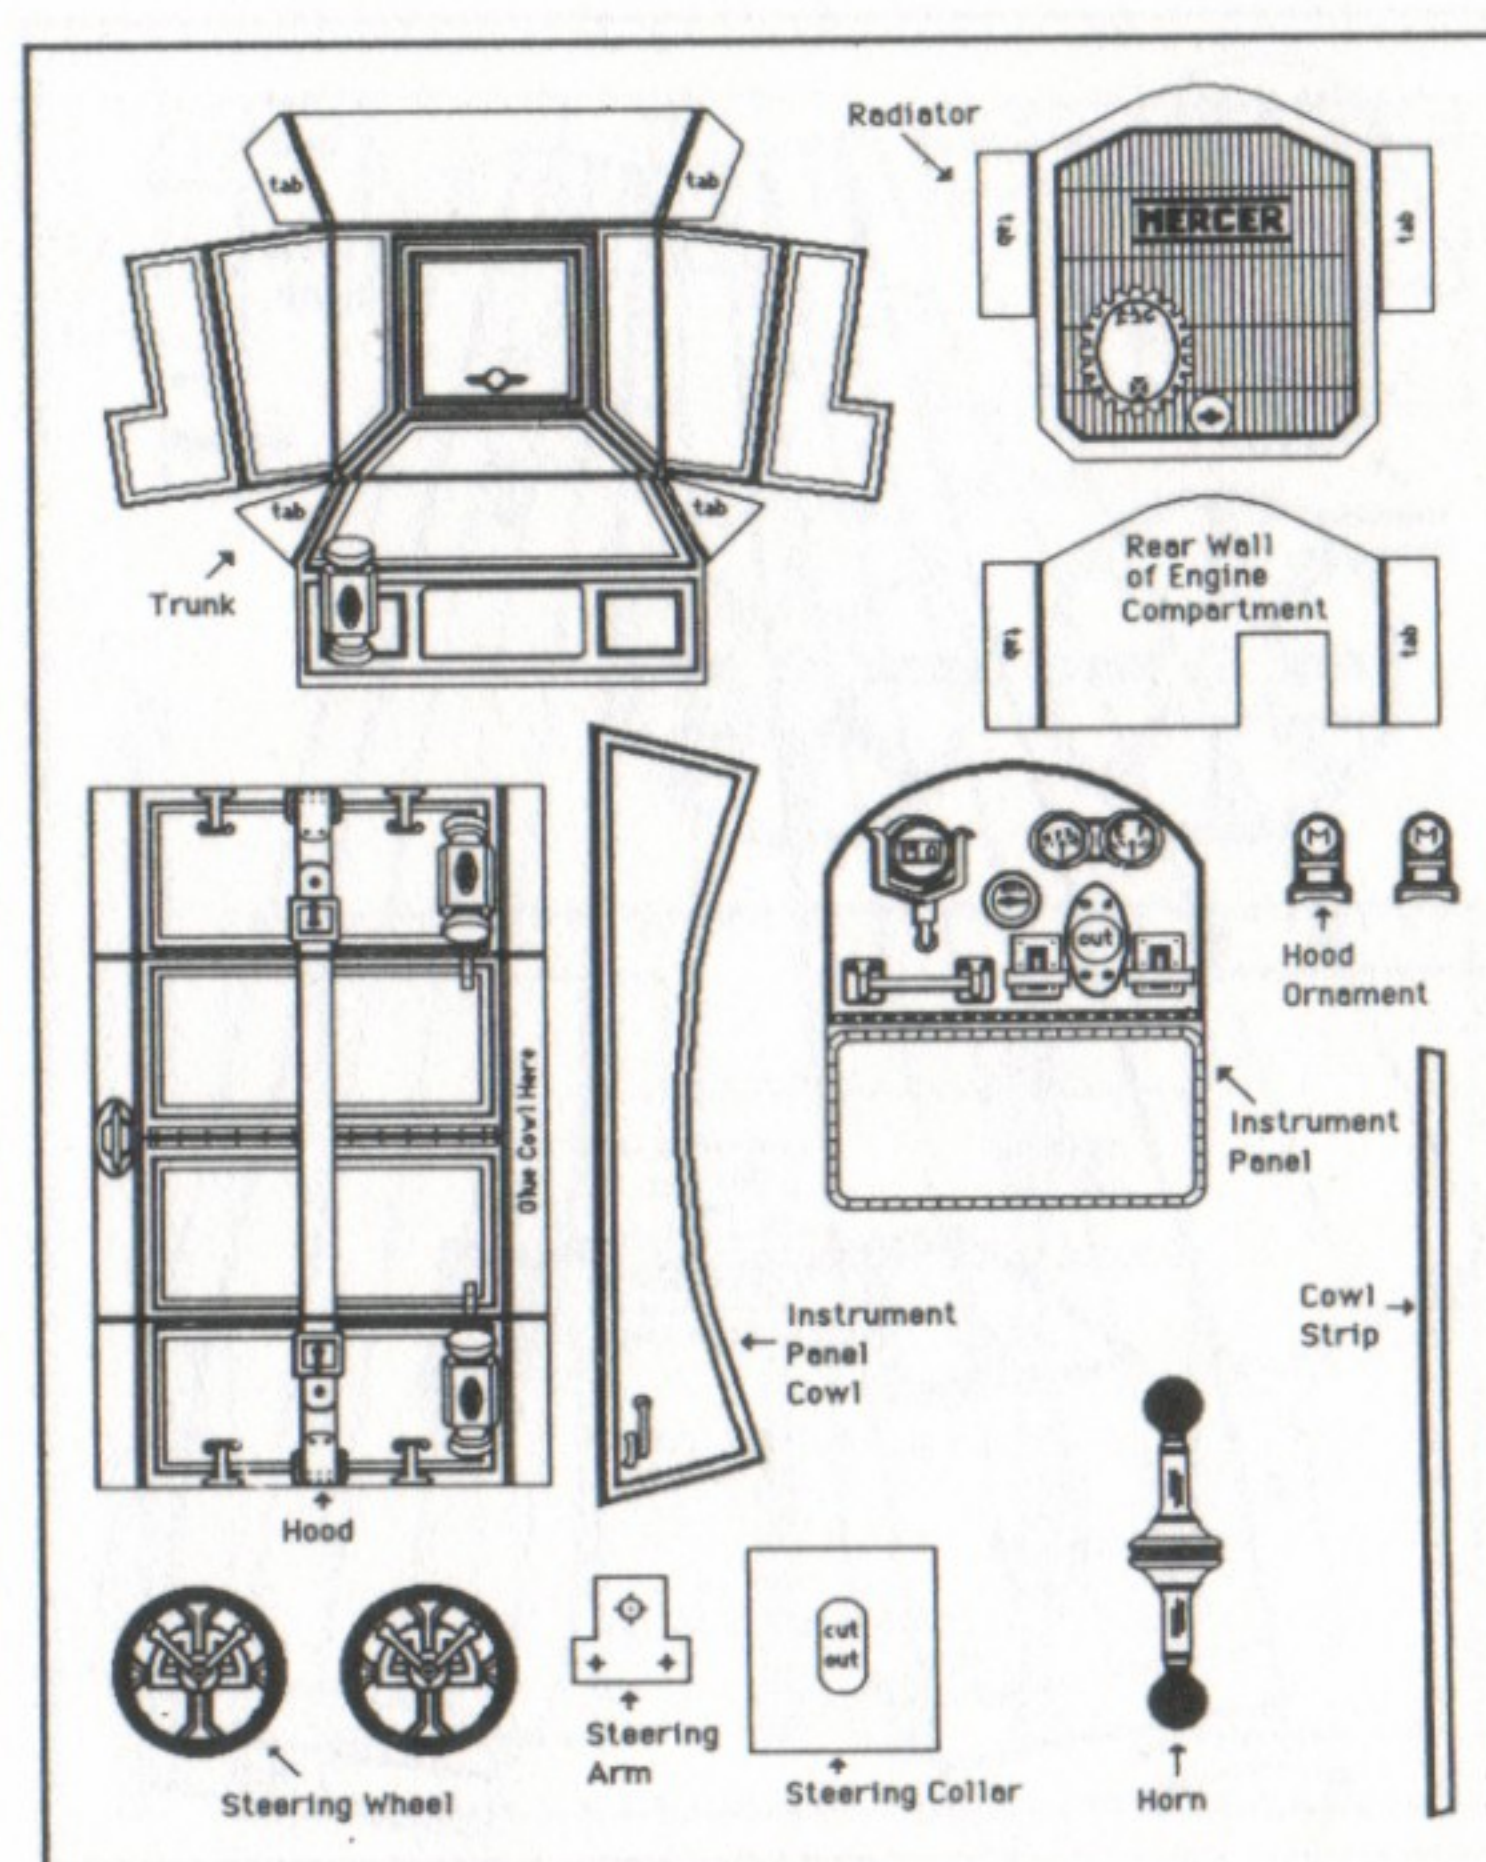 Radiator
tab
tab
MERCER
tab
tab
Rear Wall
of Engine
Compartment
tab
tab
Trunk
tab
tab
M
M
out
Hood
Ornament
Glue Cowl Here
Instrument
Panel
Instrument
Panel
Cowl
Cowl
Strip
Hood
cut
out
Steering
Arm
Steering Wheel
Steering Collar
Horn